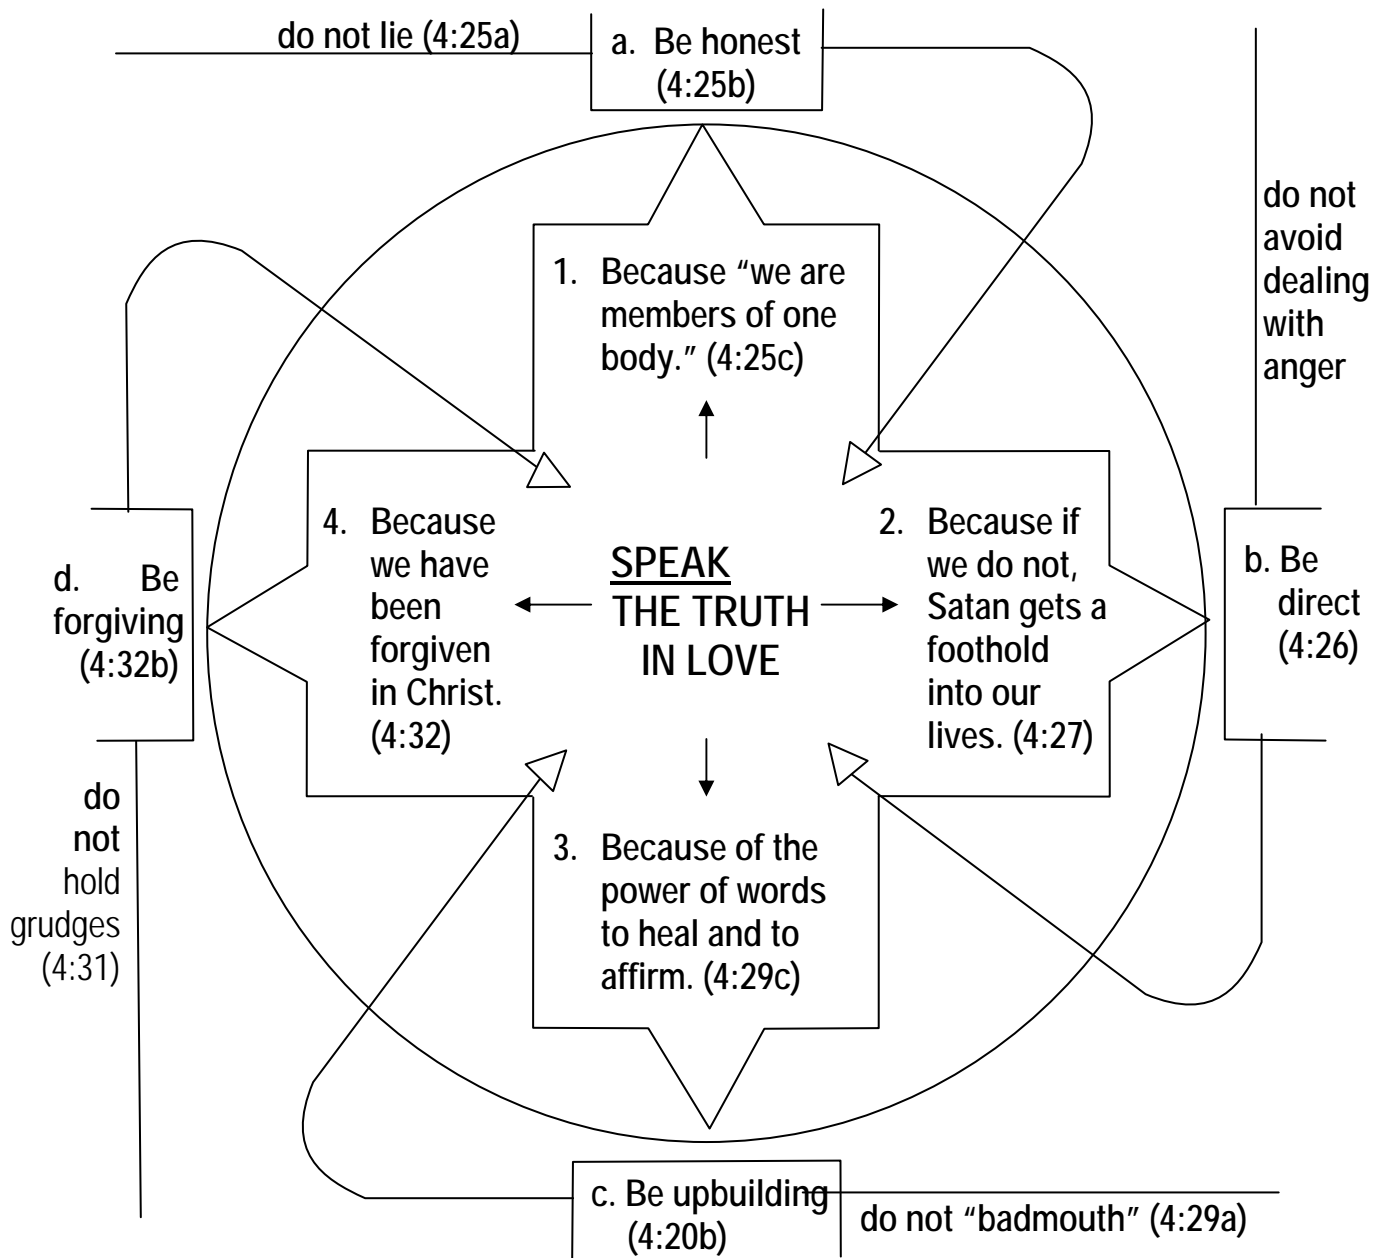 do not lie (4:25a)
a. Be honest
(4:25b)
do not
avoid
dealing
with
anger
1. Because “we are
members of one
body.” (4:25c)
d. Be
forgiving
(4:32b)
4. Because
we have
been
forgiven
in Christ.
(4:32)
SPEAK
THE TRUTH
IN LOVE
2. Because if
we do not,
Satan gets a
foothold
into our
lives. (4:27)
b. Be
direct
(4:26)
do
not
hold
grudges
(4:31)
3. Because of the
power of words
to heal and to
affirm. (4:29c)
c. Be upbuilding
(4:20b)
do not “badmouth” (4:29a)